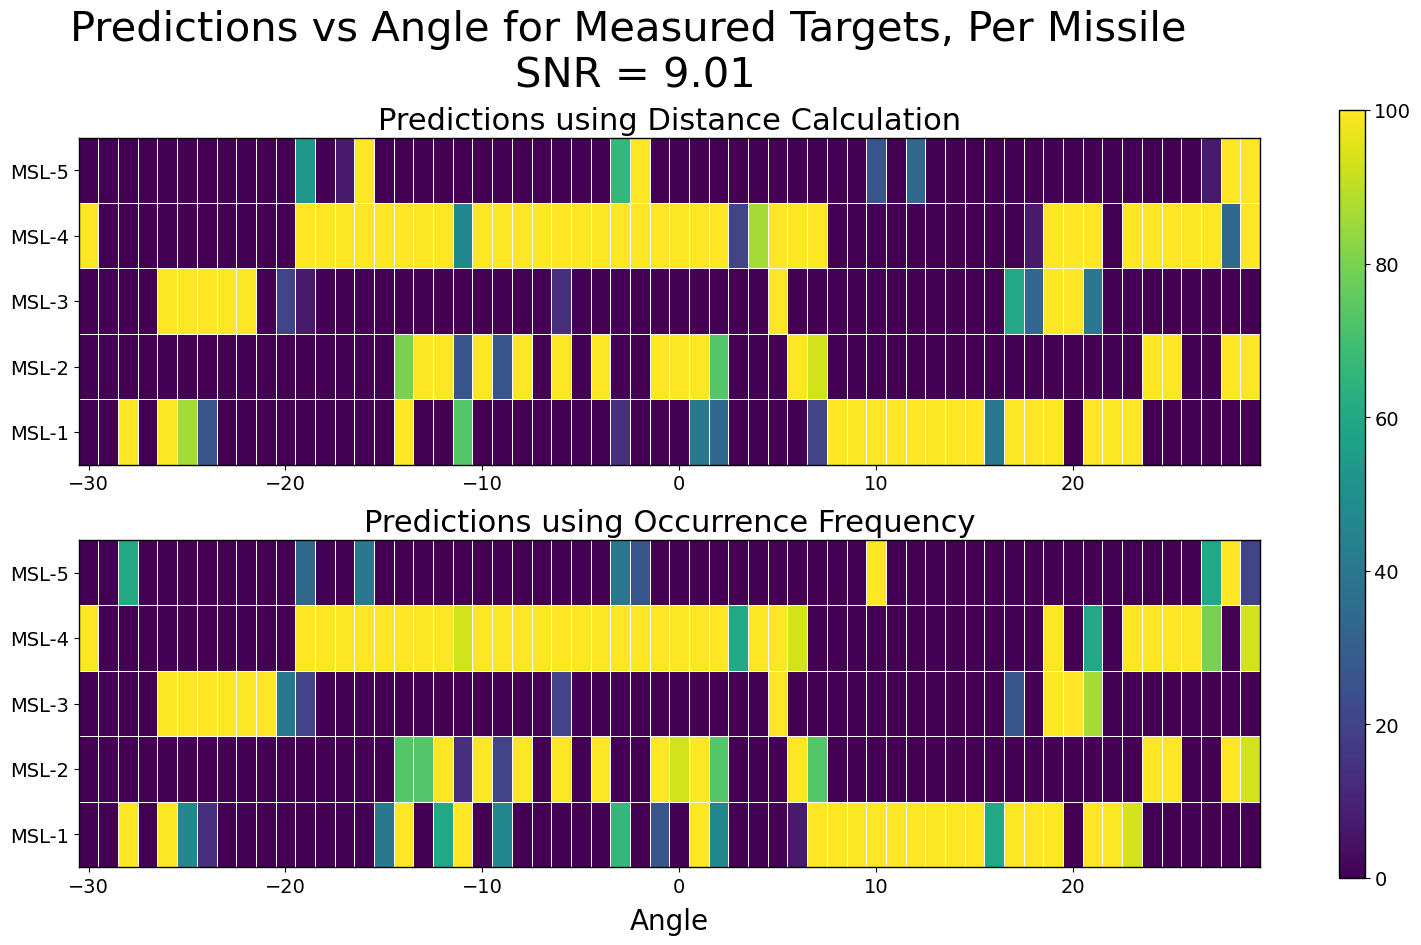 Predictions vs Angle for Measured Targets, Per Missile
SNR = 9.01
Predictions using Distance Calculation
MSL-5
MSL-4
MSL-3
MSL-2
MSL-1
−30 −20 −10 0 10 20
Predictions using Occurrence Frequency
MSL-5
MSL-4
MSL-3
MSL-2
MSL-1
−30 −20 −10 0 10 20
Angle
100
80
60
40
20
0